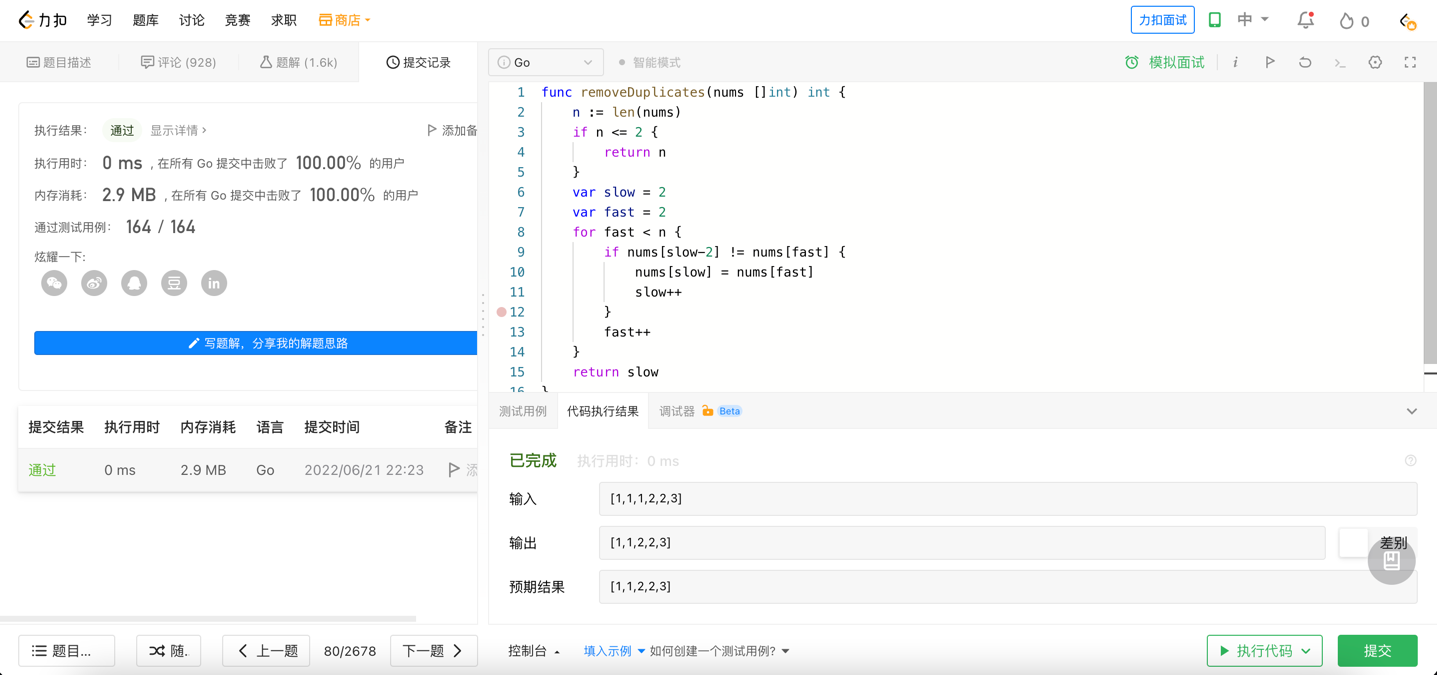 力扣 学习 题库 讨论 竞赛 求职 商店 力扣面试 中 0
题目描述 评论 (928) 题解 (1.6k) 提交记录
执行结果： 通过 显示详情 › 添加备
执行用时： 0 ms , 在所有 Go 提交中击败了 100.00% 的用户
内存消耗： 2.9 MB , 在所有 Go 提交中击败了 100.00% 的用户
通过测试用例： 164 / 164
炫耀一下:
豆 in
写题解，分享我的解题思路
提交结果 执行用时 内存消耗 语言 提交时间 备注
通过 0 ms 2.9 MB Go 2022/06/21 22:23 添
题目... 随. 上一题 80/2678 下一题
Go 智能模式 模拟面试 i
1 func removeDuplicates(nums []int) int {
2 n := len(nums)
3 if n <= 2 {
4 return n
5 }
6 var slow = 2
7 var fast = 2
8 for fast < n {
9 if nums[slow-2] != nums[fast] {
10 nums[slow] = nums[fast]
11 slow++
12 }
13 fast++
14 }
15 return slow
16 }
测试用例 代码执行结果 调试器 Beta
已完成 执行用时：0 ms
输入 [1,1,1,2,2,3]
输出 [1,1,2,2,3] 差别
预期结果 [1,1,2,2,3]
控制台 填入示例 如何创建一个测试用例? 执行代码 提交